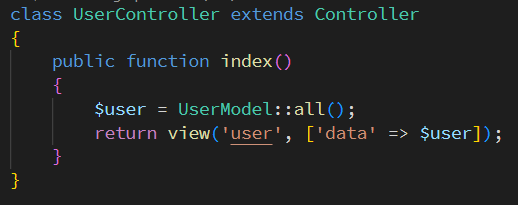 class UserController extends Controller
{
    public function index()
    {
        $user = UserModel::all();
        return view('user', ['data' => $user]);
    }
}